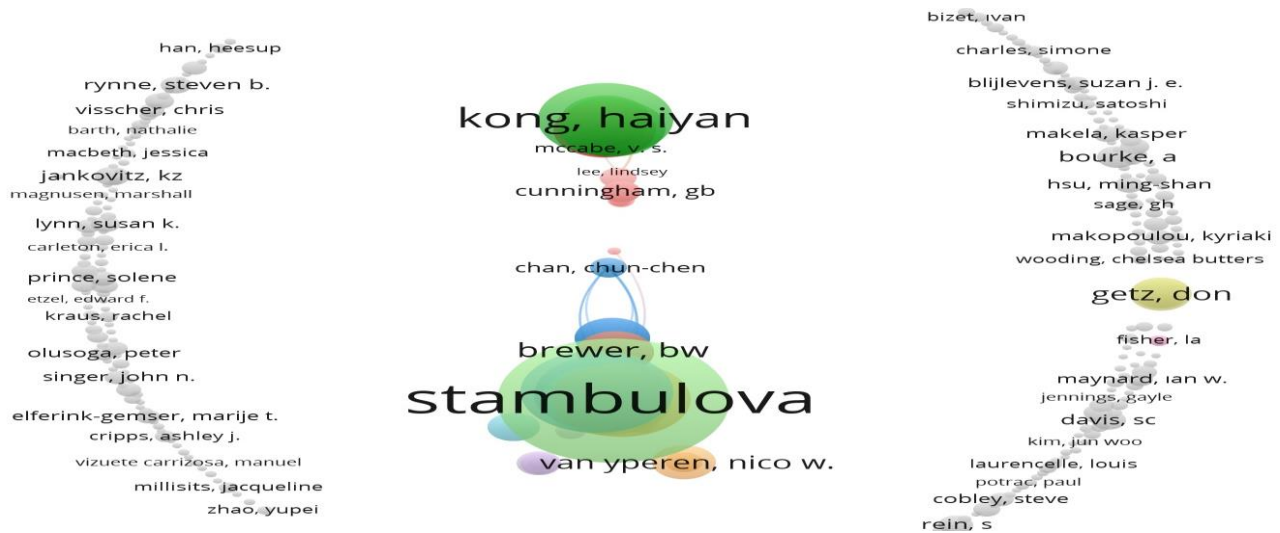 han, heesup
rynne, steven b.
visscher, chris
barth, nathalie
macbeth, jessica
jankovitz, kz
magnusen, marshall
lynn, susan k.
carleton, erica l.
prince, solene
etzel, edward f.
kraus, rachel
olusoga, peter
singer, john n.
elferink-gemser, marije t.
cripps, ashley j.
vizuete carrizosa, manuel
millisits, jacqueline
zhao, yupei
kong, haiyan
mccabe, v. s.
lee, lindsey
cunningham, gb
chan, chun-chen
brewer, bw
stambulova
van yperen, nico w.
bizet, ıvan
charles, simone
blijlevens, suzan j. e.
shimizu, satoshi
makela, kasper
bourke, a
hsu, ming-shan
sage, gh
makopoulou, kyriaki
wooding, chelsea butters
getz, don
fisher, la
maynard, ıan w.
jennings, gayle
davis, sc
kim, jun woo
laurencelle, louis
potrac, paul
cobley, steve
rein, s